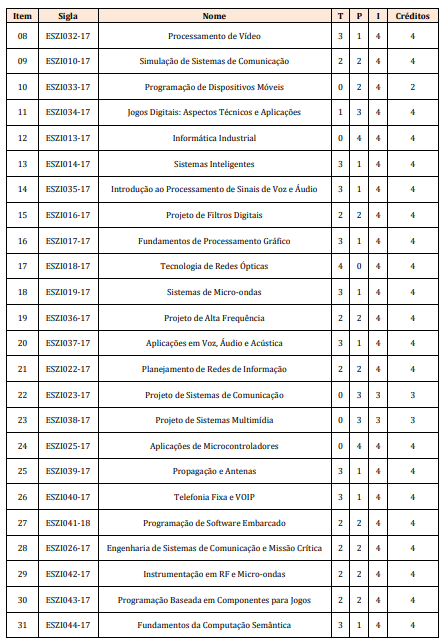 Item Sigla Nome T P I Créditos
08 ESZI032-17 Processamento de Vídeo 3 1 4 4
09 ESZI010-17 Simulação de Sistemas de Comunicação 2 2 4 4
10 ESZI033-17 Programação de Dispositivos Móveis 0 2 4 2
11 ESZI034-17 Jogos Digitais: Aspectos Técnicos e Aplicações 1 3 4 4
12 ESZI013-17 Informática Industrial 0 4 4 4
13 ESZI014-17 Sistemas Inteligentes 3 1 4 4
14 ESZI035-17 Introdução ao Processamento de Sinais de Voz e Áudio 3 1 4 4
15 ESZI016-17 Projeto de Filtros Digitais 2 2 4 4
16 ESZI017-17 Fundamentos de Processamento Gráfico 3 1 4 4
17 ESZI018-17 Tecnologia de Redes Ópticas 4 0 4 4
18 ESZI019-17 Sistemas de Micro-ondas 3 1 4 4
19 ESZI036-17 Projeto de Alta Frequência 2 2 4 4
20 ESZI037-17 Aplicações em Voz, Áudio e Acústica 3 1 4 4
21 ESZI022-17 Planejamento de Redes de Informação 2 2 4 4
22 ESZI023-17 Projeto de Sistemas de Comunicação 0 3 3 3
23 ESZI038-17 Projeto de Sistemas Multimídia 0 3 3 3
24 ESZI025-17 Aplicações de Microcontroladores 0 4 4 4
25 ESZI039-17 Propagação e Antenas 3 1 4 4
26 ESZI040-17 Telefonia Fixa e VOIP 3 1 4 4
27 ESZI041-18 Programação de Software Embarcado 2 2 4 4
28 ESZI026-17 Engenharia de Sistemas de Comunicação e Missão Crítica 2 2 4 4
29 ESZI042-17 Instrumentação em RF e Micro-ondas 2 2 4 4
30 ESZI043-17 Programação Baseada em Componentes para Jogos 2 2 4 4
31 ESZI044-17 Fundamentos da Computação Semântica 3 1 4 4